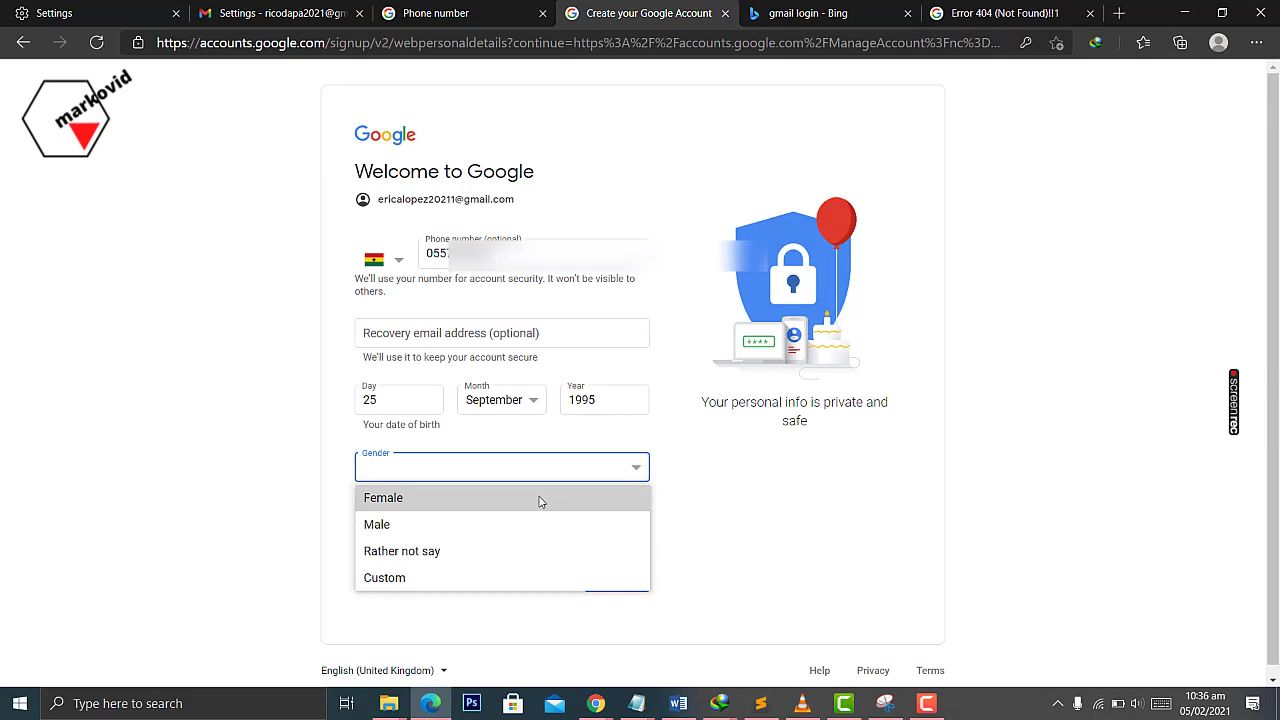 Settings
Settings - ricodapa2021@gm
Phone number
Create your Google Account
gmail login - Bing
Error 404 (Not Found)!!1
https://accounts.google.com/signup/v2/webpersonaldetails?continue=https%3A%2F%2Faccounts.google.com%2FManageAccount%3Fnc%3D...
markovid
Google
Welcome to Google
ericalopez20211@gmail.com
Phone number (optional)
0557
We'll use your number for account security. It won't be visible to
others.
Recovery email address (optional)
We'll use it to keep your account secure
Day
Month
Year
25
September
1995
Your date of birth
Gender
Female
Male
Rather not say
Custom
****
Your personal info is private and
safe
screenrec
English (United Kingdom)
Help
Privacy
Terms
Type here to search
10:36 am
05/02/2021